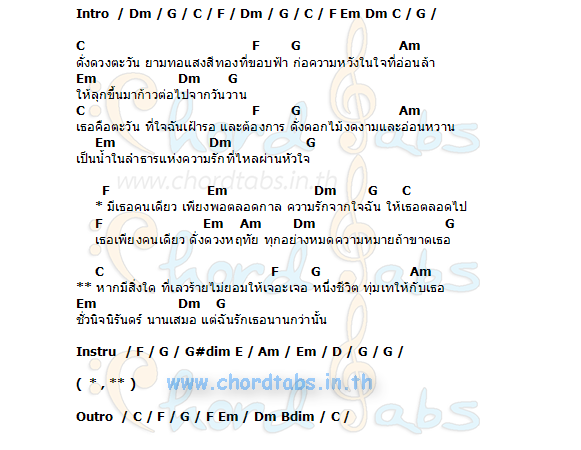 Intro / Dm / G / C / F / Dm / G / C / F Em Dm C / G /
C F G Am
ดั่งดวงตะวัน ยามทอแสงสีทองที่ขอบฟ้า ก่อความหวังในใจที่อ่อนล้า
Em Dm G
ให้ลุกขึ้นมาก้าวต่อไปจากวันวาน
C F G Am
เธอคือตะวัน ที่ใจฉันเฝ้ารอ และต้องการ ดั่งดอกไม้งดงามและอ่อนหวาน
Em Dm G
เป็นน้ำในลำธารแห่งความรักที่ไหลผ่านหัวใจ
www.chordtabs.in.th
F Em Dm G C
* มีเธอคนเดียว เพียงพอตลอดกาล ความรักจากใจฉัน ให้เธอตลอดไป
F Em Am Dm G
เธอเพียงคนเดียว ดั่งดวงหฤทัย ทุกอย่างหมดความหมายถ้าขาดเธอ
C F G Am
** หากมีสิ่งใด ที่เลวร้ายไม่ยอมให้เจอะเจอ หนึ่งชีวิต ทุ่มเทให้กับเธอ
Em Dm G
ชั่วนิจนิรันดร์ นานเสมอ แต่ฉันรักเธอนานกว่านั้น
Instru / F / G / G#dim E / Am / Em / D / G / G /
( * , ** )
www.chordtabs.in.th
Outro / C / F / G / F Em / Dm Bdim / C /